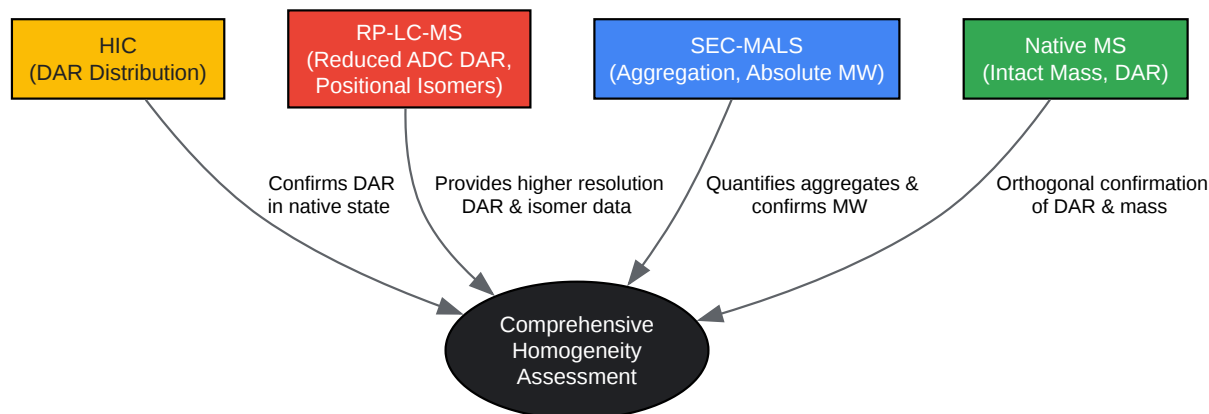 HIC
(DAR Distribution)
RP-LC-MS
(Reduced ADC DAR,
Positional Isomers)
SEC-MALS
(Aggregation, Absolute MW)
Native MS
(Intact Mass, DAR)
Confirms DAR
in native state
Provides higher resolution
DAR & isomer data
Quantifies aggregates &
confirms MW
Orthogonal confirmation
of DAR & mass
Comprehensive
Homogeneity
Assessment